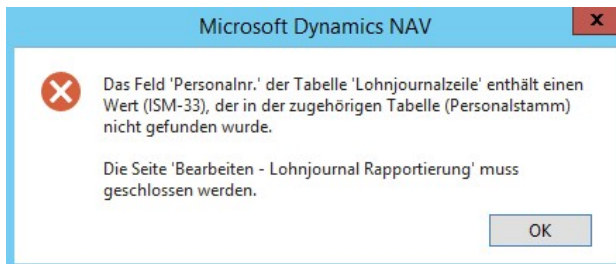 Microsoft Dynamics NAV
x
Das Feld 'Personalnr.' der Tabelle 'Lohnjournalzeile' enthält einen
Wert (ISM-33), der in der zugehörigen Tabelle (Personalstamm)
nicht gefunden wurde.
Die Seite 'Bearbeiten - Lohnjournal Rapportierung' muss
geschlossen werden.
OK